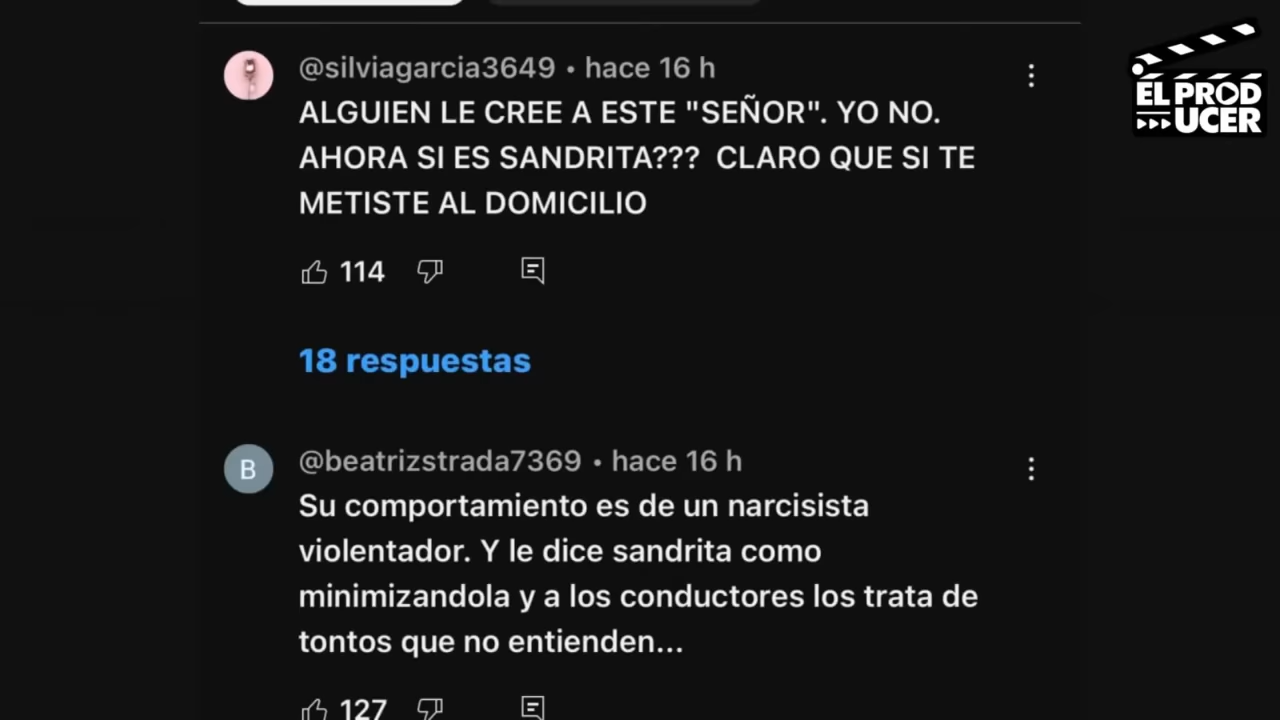 @silviagarcia3649 • hace 16 h
ALGUIEN LE CREE A ESTE "SEÑOR". YO NO.
AHORA SI ES SANDRITA??? CLARO QUE SI TE
METISTE AL DOMICILIO
114
18 respuestas
B
@beatrizstrada7369 • hace 16 h
Su comportamiento es de un narcisista
violentador. Y le dice sandrita como
minimizandola y a los conductores los trata de
tontos que no entienden...
127
EL PROD
UCER